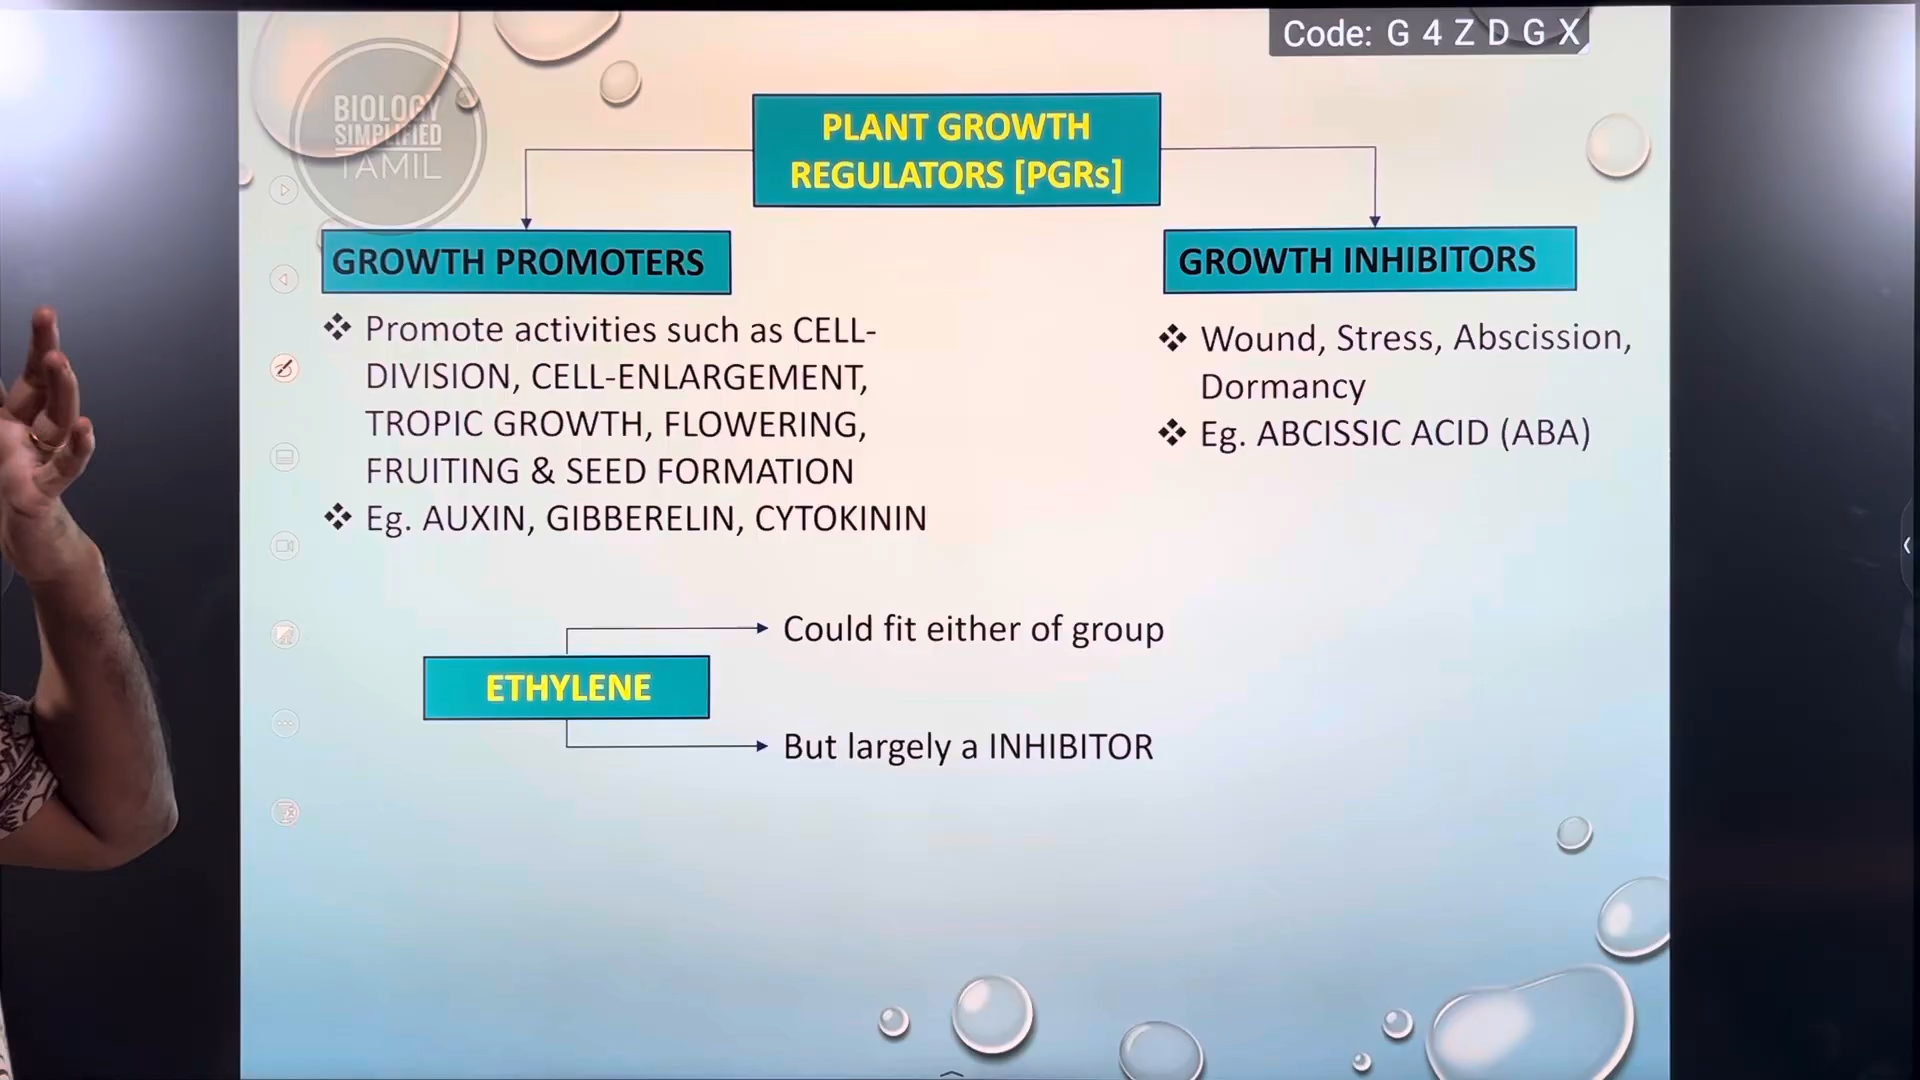 Code: G 4 Z D G X
BIOLOGY
SIMPLIFIED
TAMIL
PLANT GROWTH
REGULATORS [PGRs]
GROWTH PROMOTERS
❖ Promote activities such as CELL-
DIVISION, CELL-ENLARGEMENT,
TROPIC GROWTH, FLOWERING,
FRUITING & SEED FORMATION
❖ Eg. AUXIN, GIBBERELIN, CYTOKININ
GROWTH INHIBITORS
❖ Wound, Stress, Abscission,
Dormancy
❖ Eg. ABCISSIC ACID (ABA)
ETHYLENE
Could fit either of group
But largely a INHIBITOR